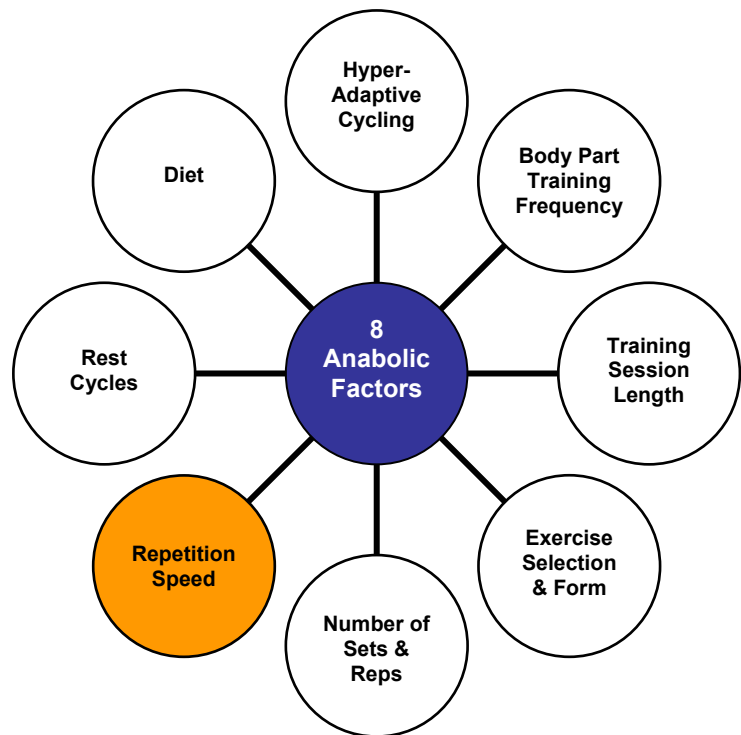 Hyper-
Adaptive
Cycling
Body Part
Training
Frequency
Training
Session
Length
Exercise
Selection
& Form
Number of
Sets &
Reps
Repetition
Speed
Rest
Cycles
Diet
8
Anabolic
Factors